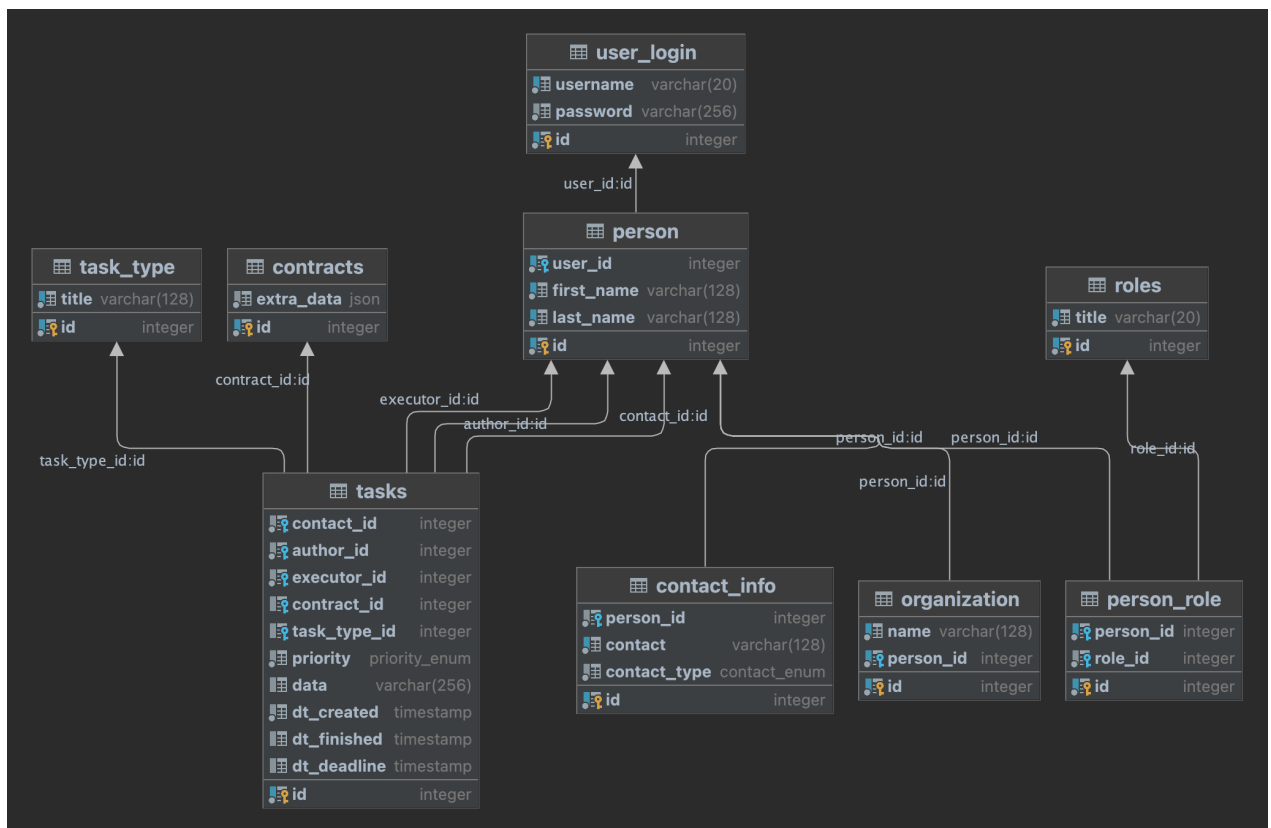 user_login
username varchar(20)
password varchar(256)
id integer
user_id:id
person
user_id integer
first_name varchar(128)
last_name varchar(128)
id integer
task_type
title varchar(128)
id integer
contracts
extra_data json
id integer
roles
title varchar(20)
id integer
contract_id:id
executor_id:id
author_id:id
contact_id:id
person_id:id
person_id:id
role_id:id
task_type_id:id
person_id:id
tasks
contact_id integer
author_id integer
executor_id integer
contract_id integer
task_type_id integer
priority priority_enum
data varchar(256)
dt_created timestamp
dt_finished timestamp
dt_deadline timestamp
id integer
contact_info
person_id integer
contact varchar(128)
contact_type contact_enum
id integer
organization
name varchar(128)
person_id integer
id integer
person_role
person_id integer
role_id integer
id integer